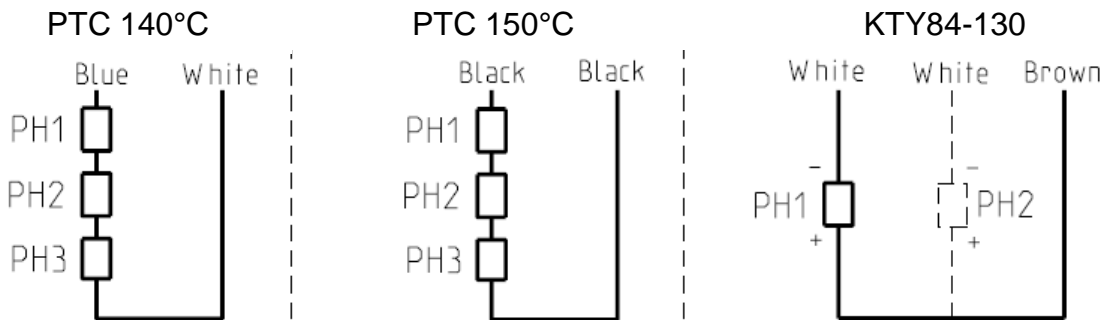 PTC 140°C
Blue White
PH1
PH2
PH3
PTC 150°C
Black Black
PH1
PH2
PH3
KTY84-130
White White Brown
-
PH1
+
-
PH2
+